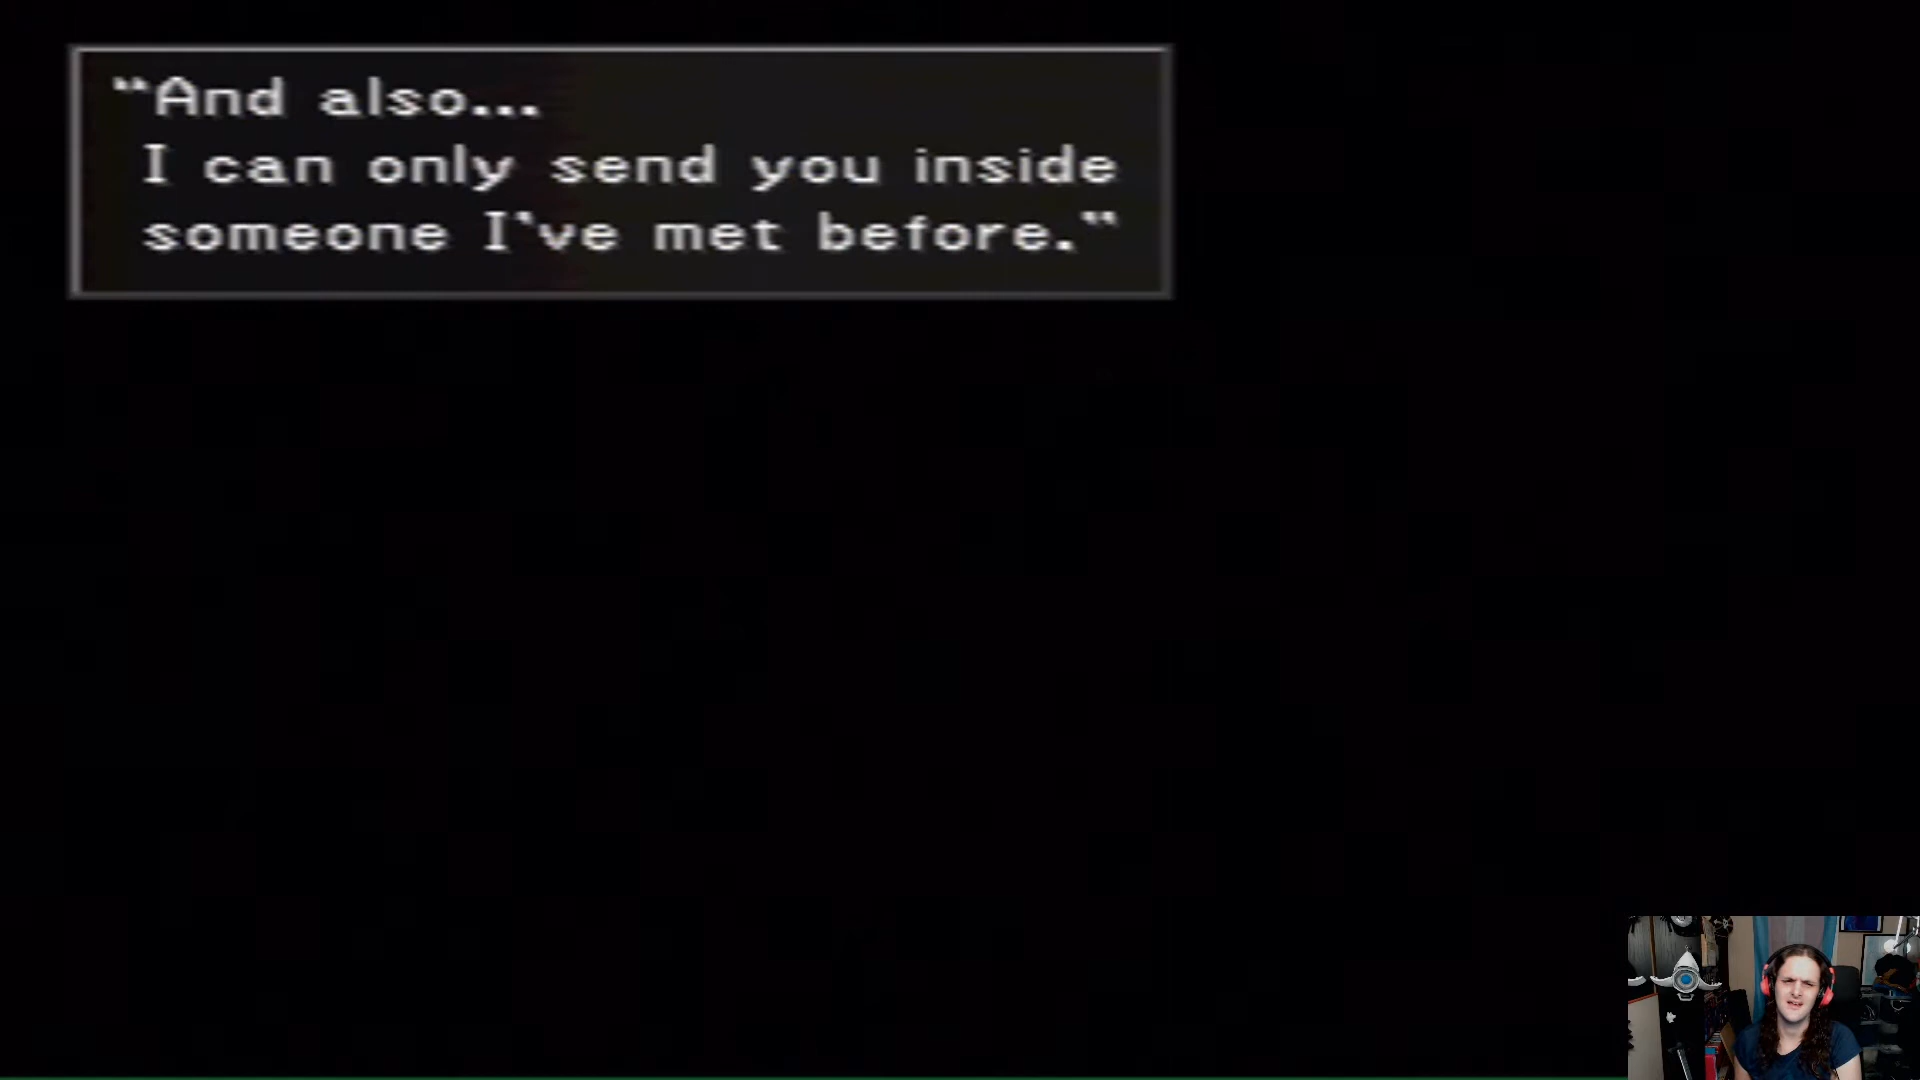 “And also...
I can only send you inside
someone I've met before.“